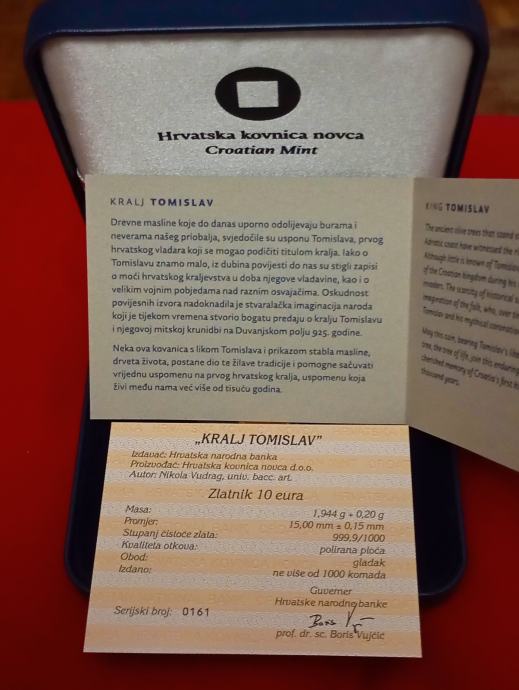 Hrvatska kovnica novca
Croatian Mint
KRALJ TOMISLAV
Drevne masline koje do danas uporno odolijevaju burama i
neverama našeg priobalja, svjedočile su usponu Tomislava, prvog
hrvatskog vladara koji se mogao podičiti titulom kralja. Iako o
Tomislavu znamo malo, iz dubina povijesti do nas su stigli zapisi
o moći hrvatskog kraljevstva u doba njegove vladavine, kao i o
velikim vojnim pobjedama nad raznim osvajačima. Oskudnost
povijesnih izvora nadoknadila je stvaralačka imaginacija naroda
koji je tijekom vremena stvorio bogatu predaju o kralju Tomislavu
i njegovoj mitskoj krunidbi na Duvanjskom polju 925. godine.
Neka ova kovanica s likom Tomislava i prikazom stabla masline,
drveta života, postane dio te žilave tradicije i pomogne sačuvati
vrijednu uspomenu na prvog hrvatskog kralja, uspomenu koja
živi među nama već više od tisuću godina.
KING TOMISLAV
The ancient olive trees that
Adriatic coast have witnessed the
Although little is known of
of the Croatian kingdom during his
invaders. The scarcity of historical
imagination of the folk, who, over
Tomislav and his mythical coronation
May this coin, bearing Tomislav's
tree, the tree of life, join this enduring
cherished memory of Croatia's first
thousand years.
„KRALJ TOMISLAV”
Izdavač: Hrvatska narodna banka
Proizvođač: Hrvatska kovnica novca d.o.o.
Autor: Nikola Vudrag, univ. bacc. art.
Zlatnik 10 eura
Masa: 1,944 g + 0,20 g
Promjer: 15,00 mm ± 0,15 mm
Stupanj čistoće zlata: 999,9/1000
Kvaliteta otkova: polirana ploča
Obod: glatki
Izdano: ne više od 1000 komada
Guverner
Hrvatske narodne banke
Serijski broj: 0161
prof. dr. sc. Boris Vujčić